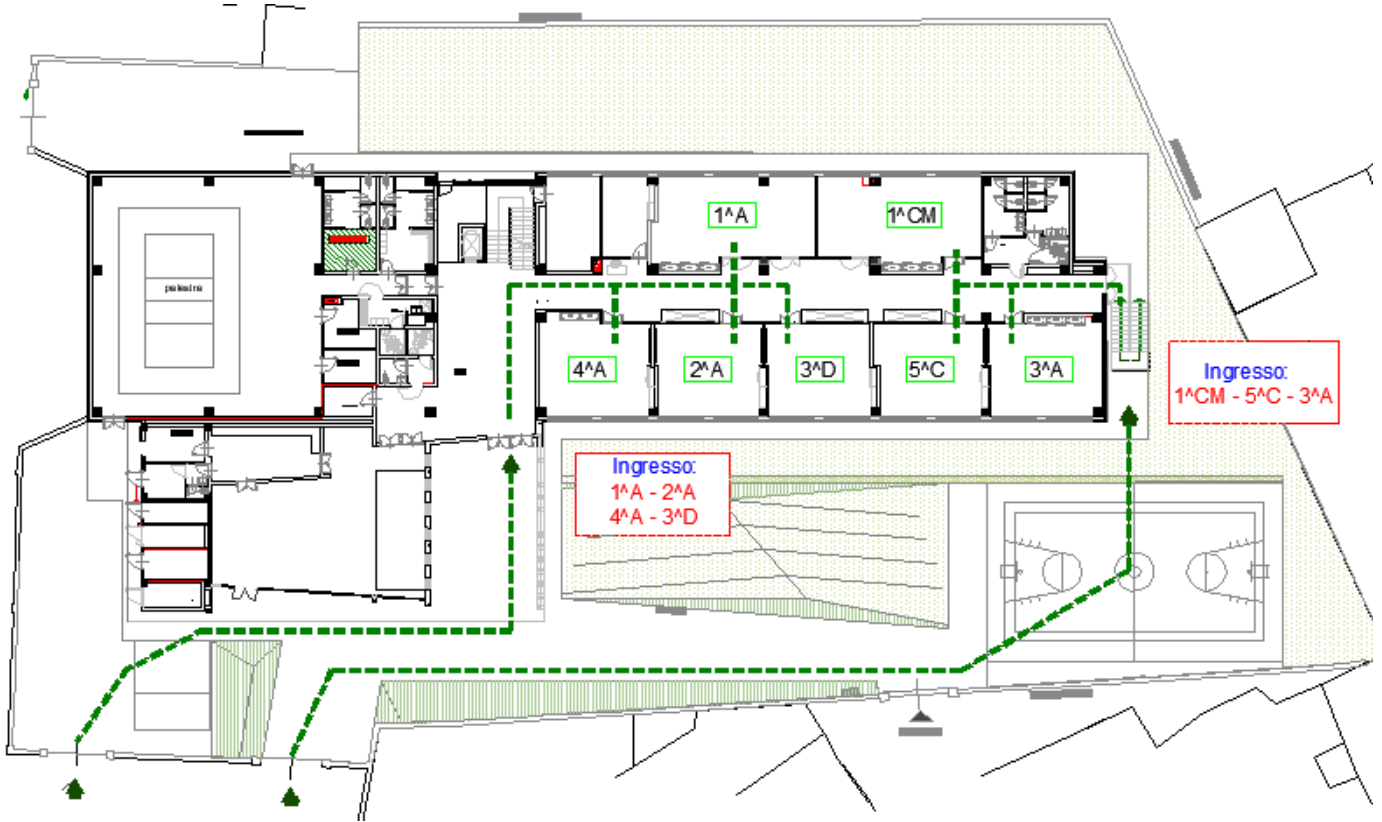 1^A
1^CM
palestra
4^A
2^A
3^D
5^C
3^A
Ingresso:
1^CM - 5^C - 3^A
Ingresso:
1^A - 2^A
4^A - 3^D